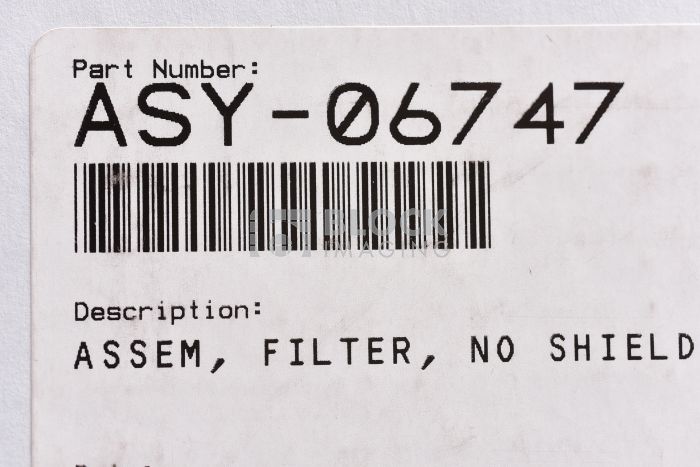 Part Number:
ASY-06747
BLOCK
IMAGING
Description:
ASSEM, FILTER, NO SHIELD